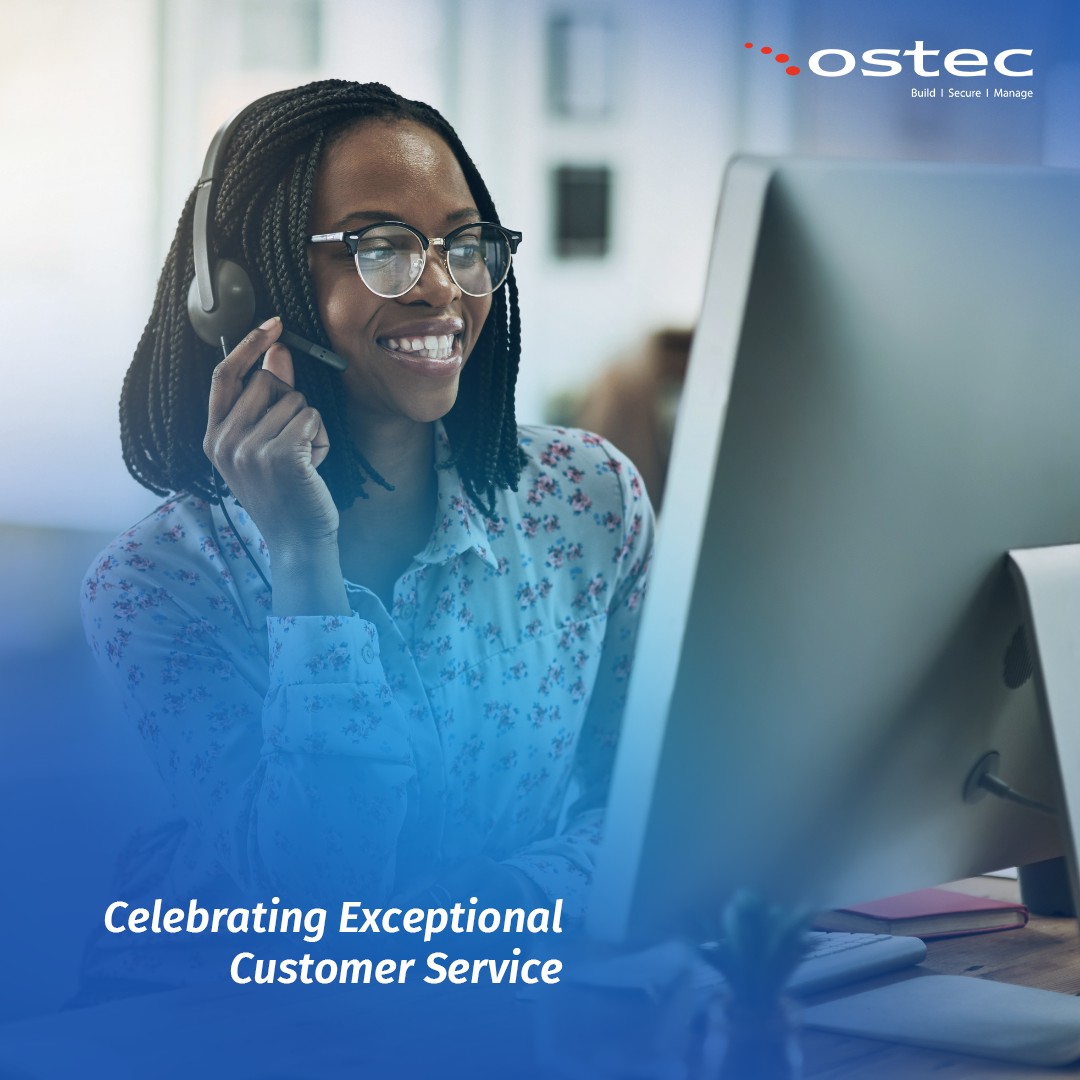 ostec
Build | Secure | Manage
Celebrating Exceptional
Customer Service